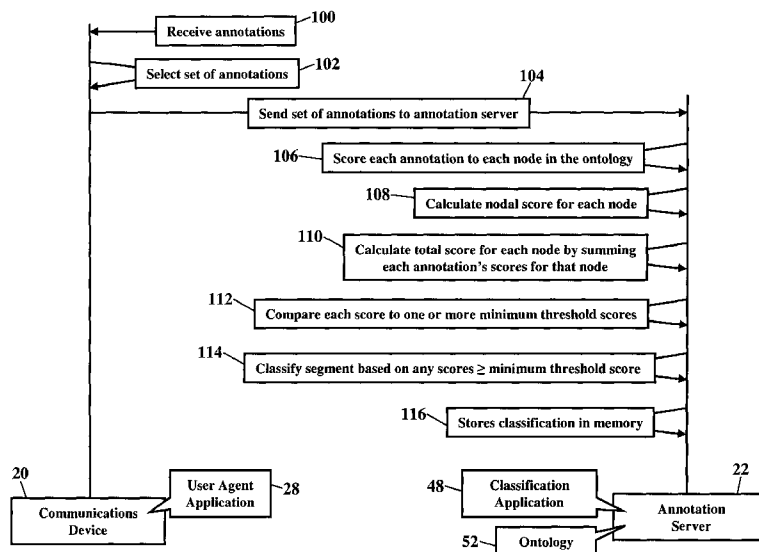 100
Receive annotations
102
Select set of annotations
104
Send set of annotations to annotation server
106
Score each annotation to each node in the ontology
108
Calculate nodal score for each node
110
Calculate total score for each node by summing
each annotation's scores for that node
112
Compare each score to one or more minimum threshold scores
114
Classify segment based on any scores ≥ minimum threshold score
116
Stores classification in memory
20
Communications
Device
User Agent
Application
28
48
Classification
Application
22
Annotation
Server
52
Ontology